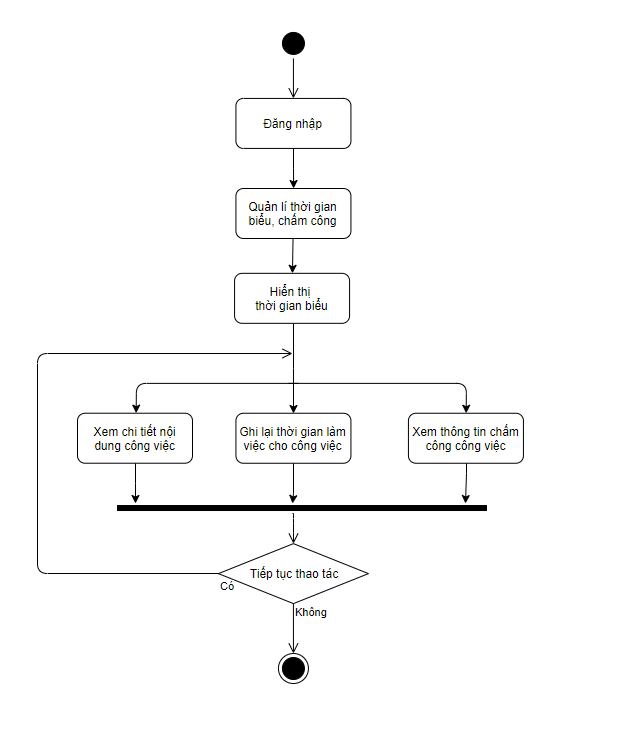 Đăng nhập
Quản lí thời gian
biểu, chấm công
Hiển thị
thời gian biểu
Xem chi tiết nội
dung công việc
Ghi lại thời gian làm
việc cho công việc
Xem thông tin chấm
công công việc
Tiếp tục thao tác
Có
Không